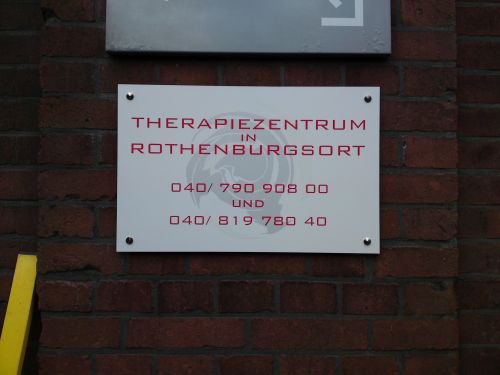 THERAPIEZENTRUM
IN
ROTHENBURGSORT
040/ 790 908 00
UND
040/ 819 780 40